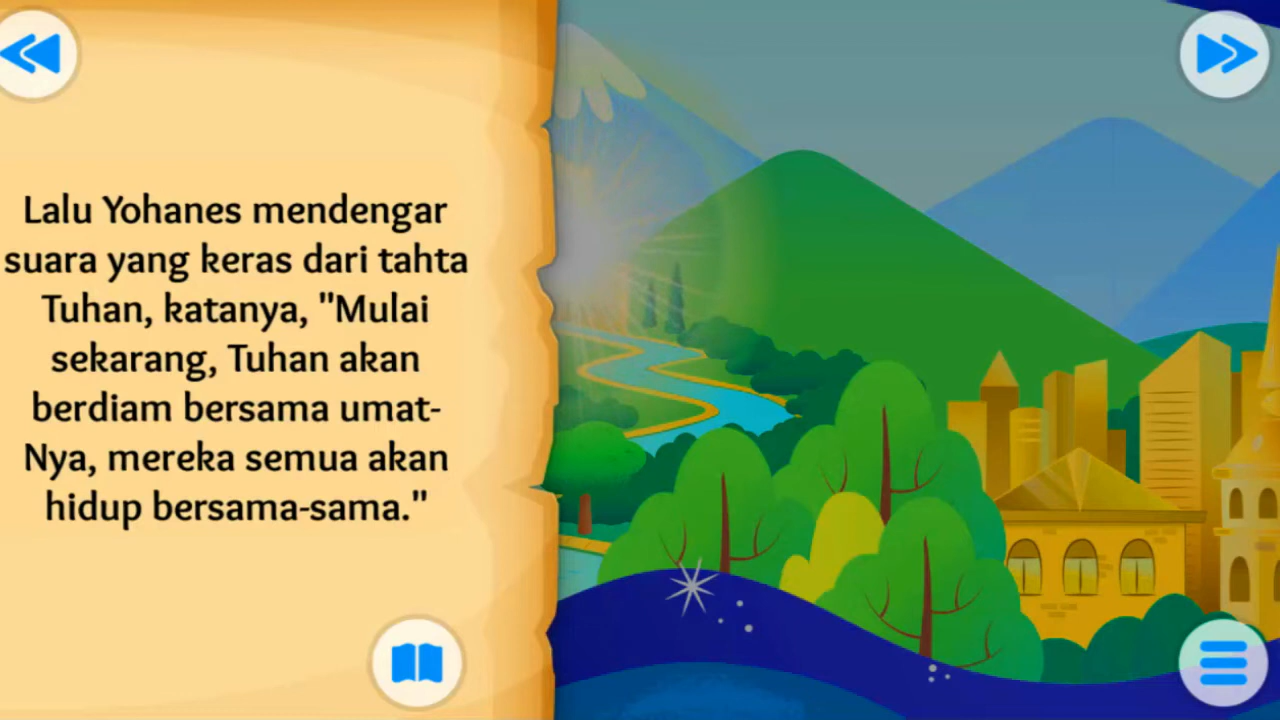 Lalu Yohanes mendengar
suara yang keras dari tahta
Tuhan, katanya, "Mulai
sekarang, Tuhan akan
berdiam bersama umat-
Nya, mereka semua akan
hidup bersama-sama."